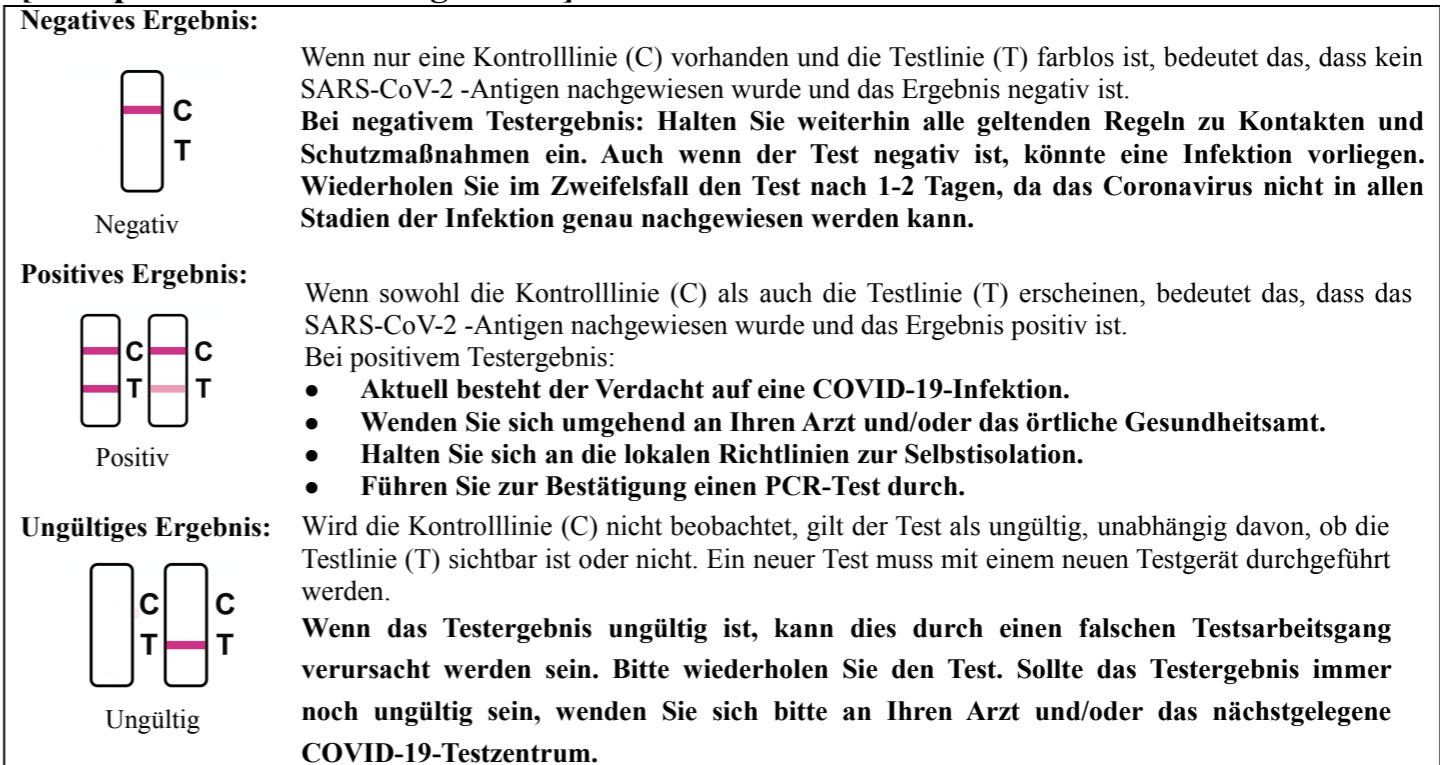 Negatives Ergebnis:
Wenn nur eine Kontrolllinie (C) vorhanden und die Testlinie (T) farblos ist, bedeutet das, dass kein
SARS-CoV-2 -Antigen nachgewiesen wurde und das Ergebnis negativ ist.
Bei negativem Testergebnis: Halten Sie weiterhin alle geltenden Regeln zu Kontakten und
Schutzmaßnahmen ein. Auch wenn der Test negativ ist, könnte eine Infektion vorliegen.
Wiederholen Sie im Zweifelsfall den Test nach 1-2 Tagen, da das Coronavirus nicht in allen
Stadien der Infektion genau nachgewiesen werden kann.
C
T
Negativ
Positives Ergebnis:
Wenn sowohl die Kontrolllinie (C) als auch die Testlinie (T) erscheinen, bedeutet das, dass das
SARS-CoV-2 -Antigen nachgewiesen wurde und das Ergebnis positiv ist.
Bei positivem Testergebnis:
● Aktuell besteht der Verdacht auf eine COVID-19-Infektion.
● Wenden Sie sich umgehend an Ihren Arzt und/oder das örtliche Gesundheitsamt.
● Halten Sie sich an die lokalen Richtlinien zur Selbstisolation.
● Führen Sie zur Bestätigung einen PCR-Test durch.
C C
T T
Positiv
Ungültiges Ergebnis:
Wird die Kontrolllinie (C) nicht beobachtet, gilt der Test als ungültig, unabhängig davon, ob die
Testlinie (T) sichtbar ist oder nicht. Ein neuer Test muss mit einem neuen Testgerät durchgeführt
werden.
Wenn das Testergebnis ungültig ist, kann dies durch einen falschen Testsarbeitsgang
verursacht werden sein. Bitte wiederholen Sie den Test. Sollte das Testergebnis immer
noch ungültig sein, wenden Sie sich bitte an Ihren Arzt und/oder das nächstgelegene
COVID-19-Testzentrum.
C C
T T
Ungültig